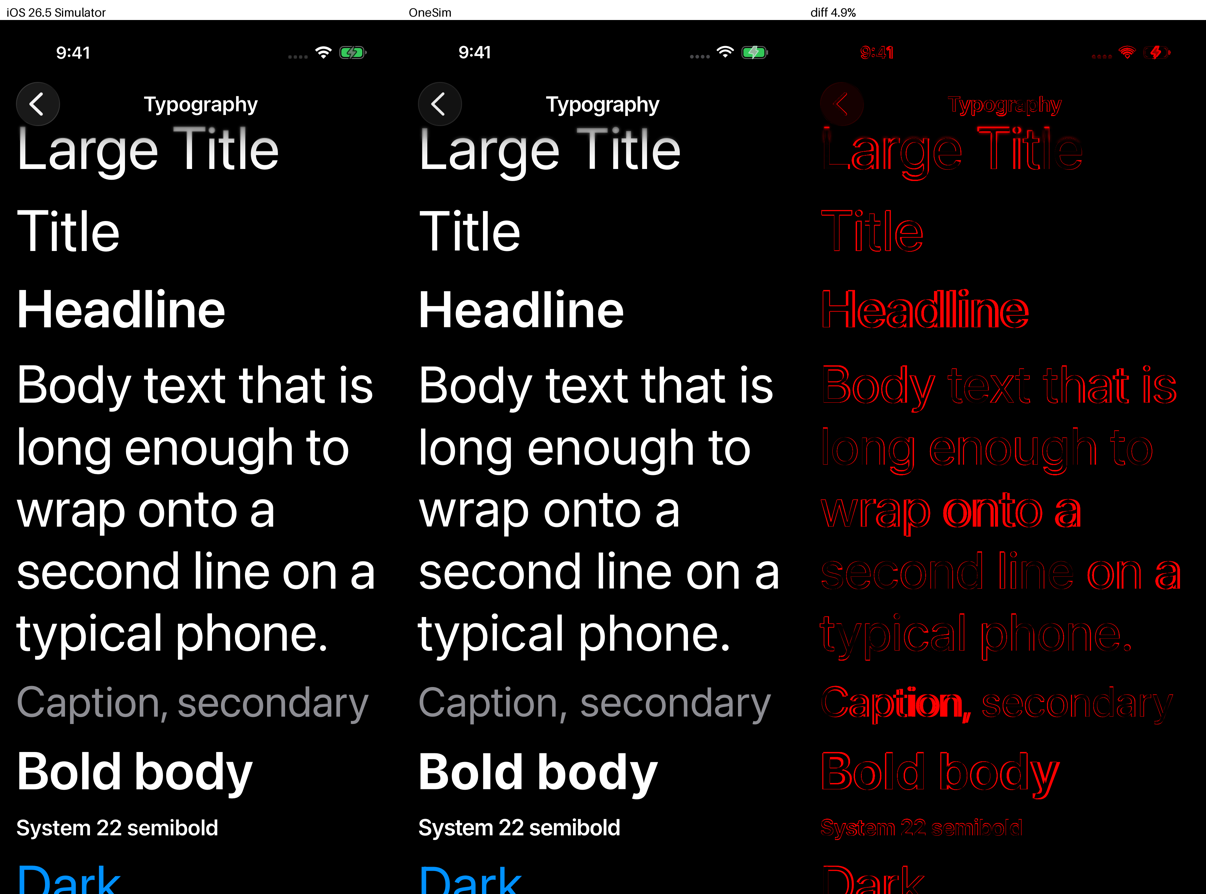 iOS 26.5 Simulator
9:41
Typography
Large Title
Title
Headline
Body text that is
long enough to
wrap onto a
second line on a
typical phone.
Caption, secondary
Bold body
System 22 semibold
Dark
OneSim
9:41
Typography
Large Title
Title
Headline
Body text that is
long enough to
wrap onto a
second line on a
typical phone.
Caption, secondary
Bold body
System 22 semibold
Dark
diff 4.9%
9:41
Typography
Large Title
Title
Headline
Body text that is
long enough to
wrap onto a
second line on a
typical phone.
Caption, secondary
Bold body
System 22 semibold
Dark